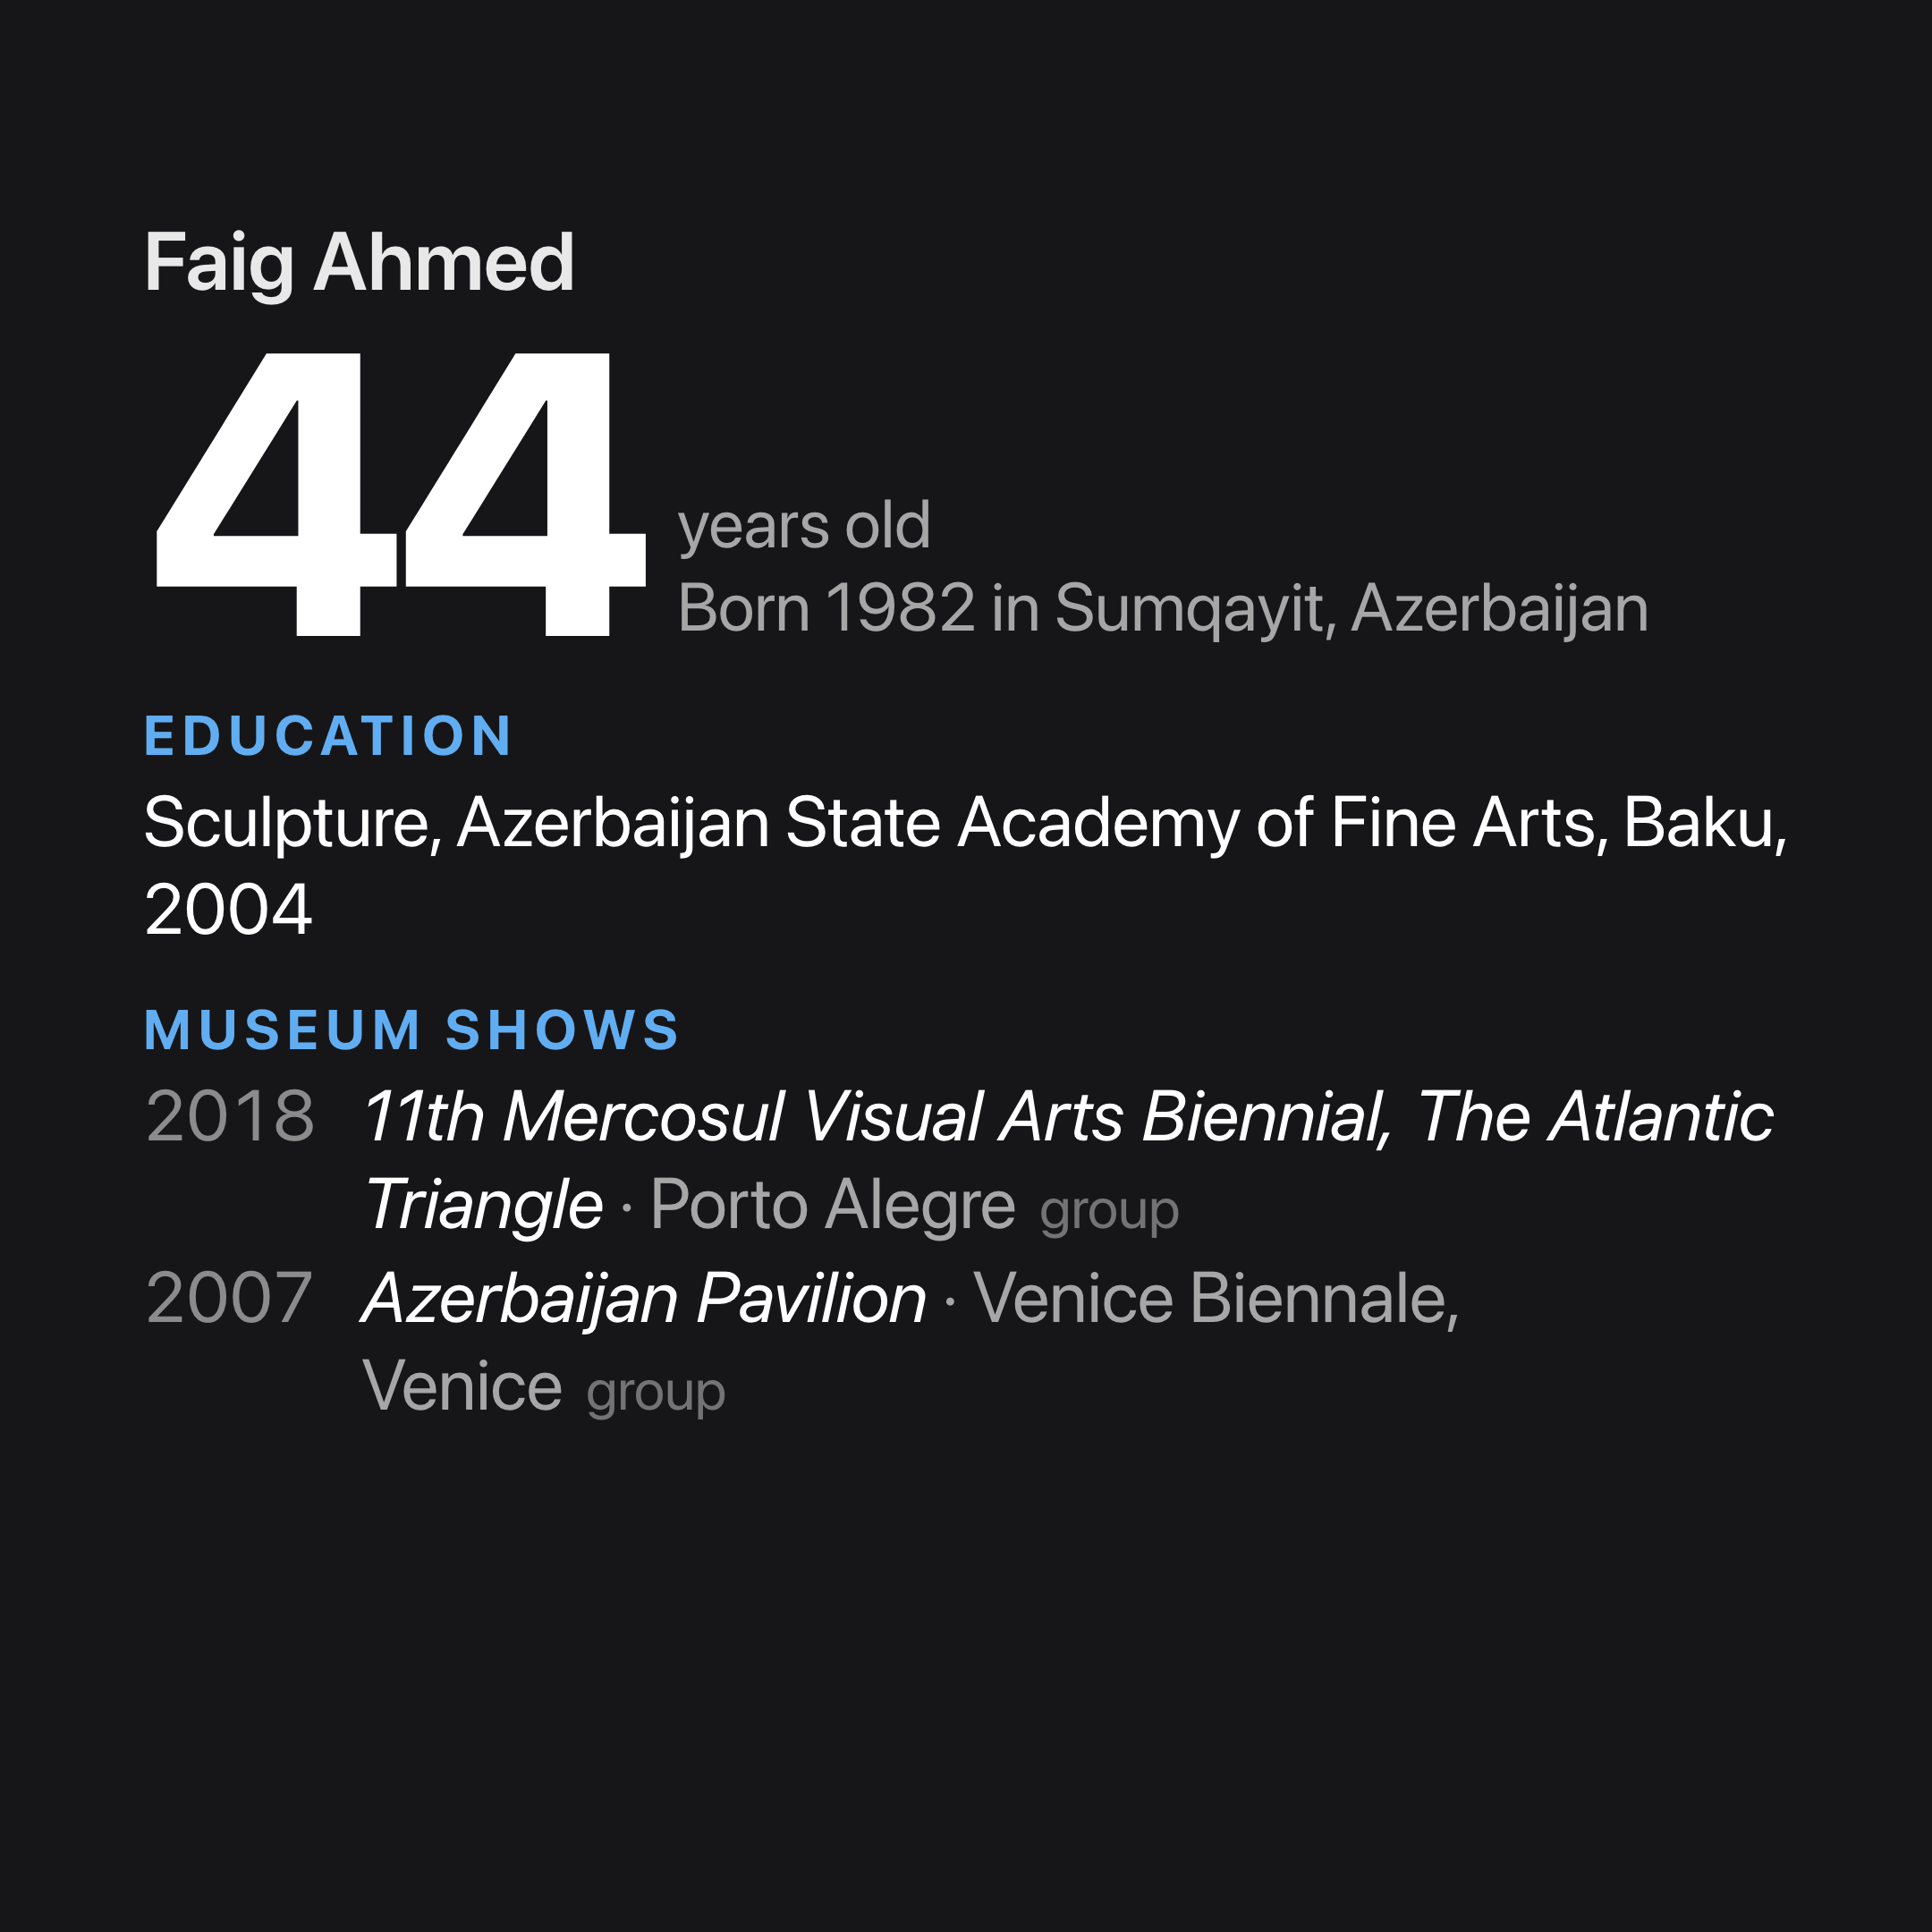 Faig Ahmed
44
years old
Born 1982 in Sumqayit, Azerbaijan
EDUCATION
Sculpture, Azerbaijan State Academy of Fine Arts, Baku,
2004
MUSEUM SHOWS
2018 11th Mercosul Visual Arts Biennial, The Atlantic
Triangle · Porto Alegre group
2007 Azerbaijan Pavilion · Venice Biennale,
Venice group